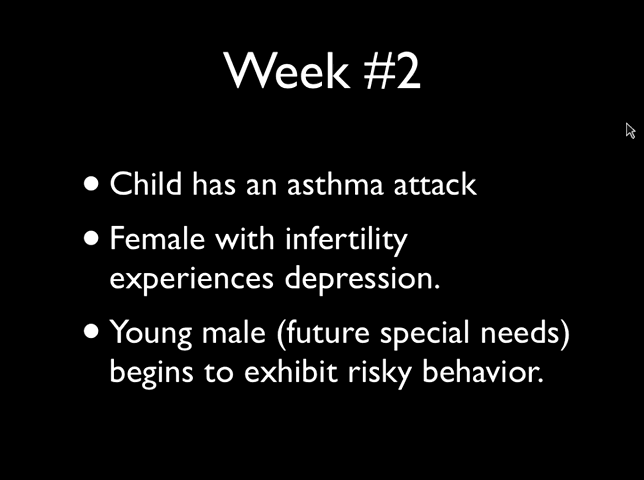 Week #2
• Child has an asthma attack
• Female with infertility
experiences depression.
• Young male (future special needs)
begins to exhibit risky behavior.